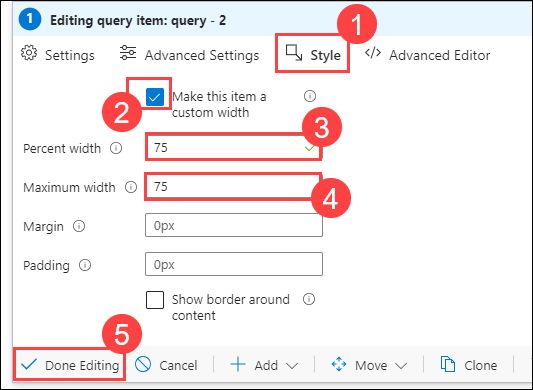 1 Editing query item: query - 2
1
Settings Advanced Settings Style </> Advanced Editor
2
Make this item a
custom width
3
Percent width 75
Maximum width 75
4
Margin 0px
Padding 0px
Show border around
content
5
Done Editing Cancel Add Move Clone